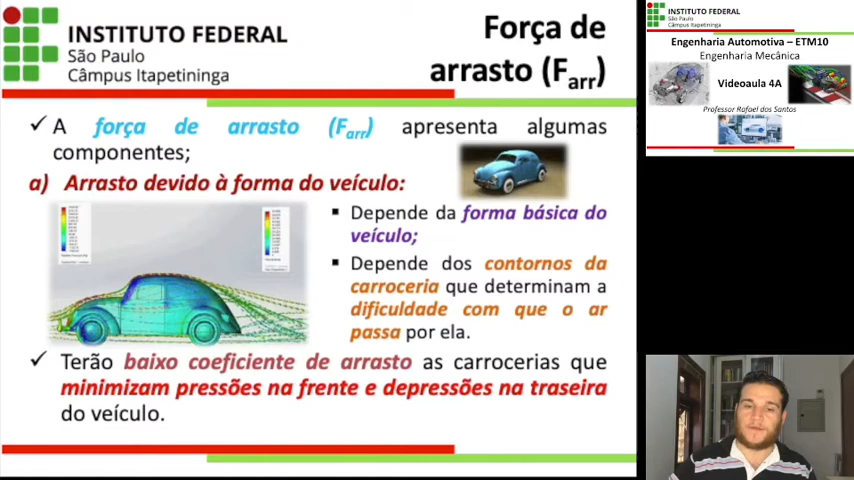 INSTITUTO FEDERAL
São Paulo
Câmpus Itapetininga
Força de
arrasto (Farr)
✓ A força de arrasto (Farr) apresenta algumas
componentes;
a) Arrasto devido à forma do veículo:
▪ Depende da forma básica do
veículo;
▪ Depende dos contornos da
carroceria que determinam a
dificuldade com que o ar
passa por ela.
✓ Terão baixo coeficiente de arrasto as carrocerias que
minimizam pressões na frente e depressões na traseira
do veículo.
INSTITUTO FEDERAL
São Paulo
Câmpus Itapetininga
Engenharia Automotiva – ETM10
Engenharia Mecânica
Videoaula 4A
Professor Rafael dos Santos